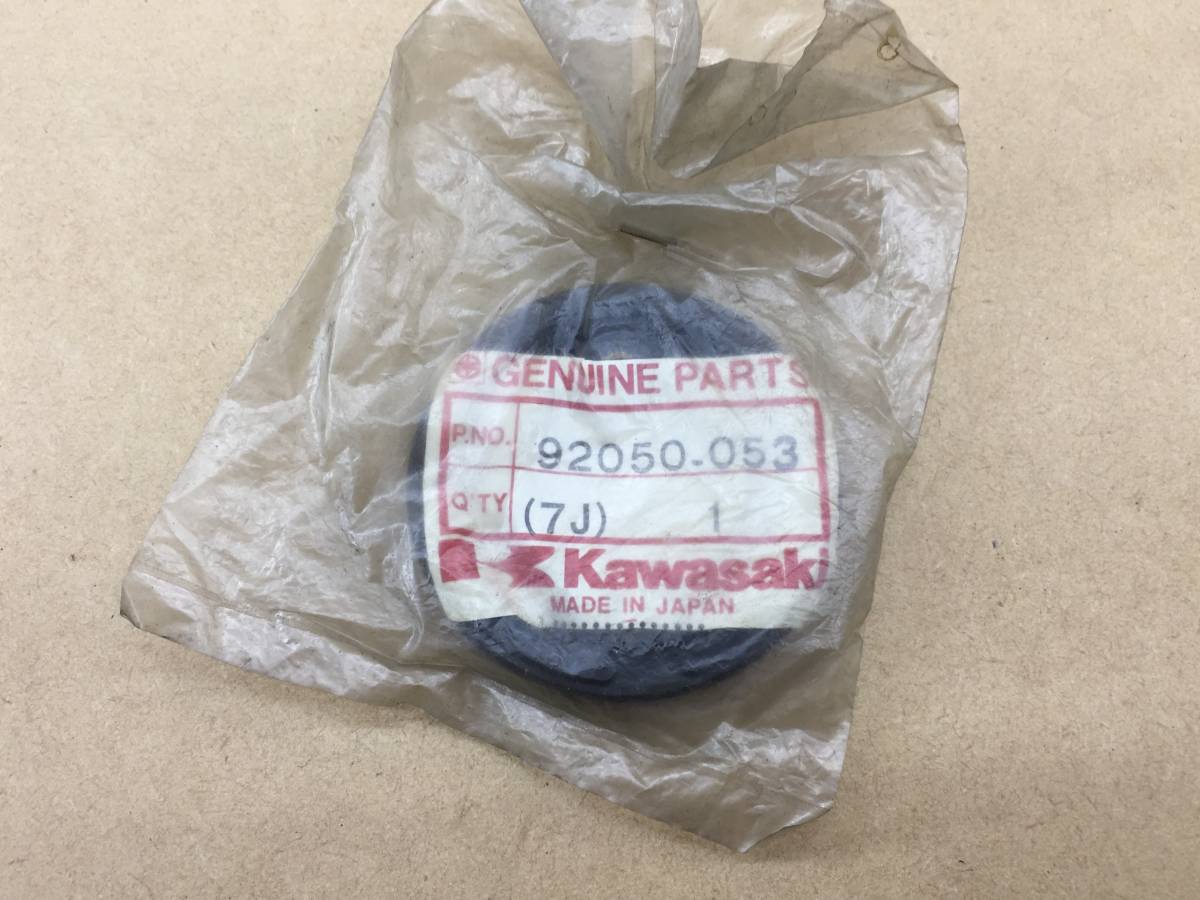 GENUINE PARTS
P.NO. 92050-053
Q'TY (7J) 1
Kawasaki
MADE IN JAPAN